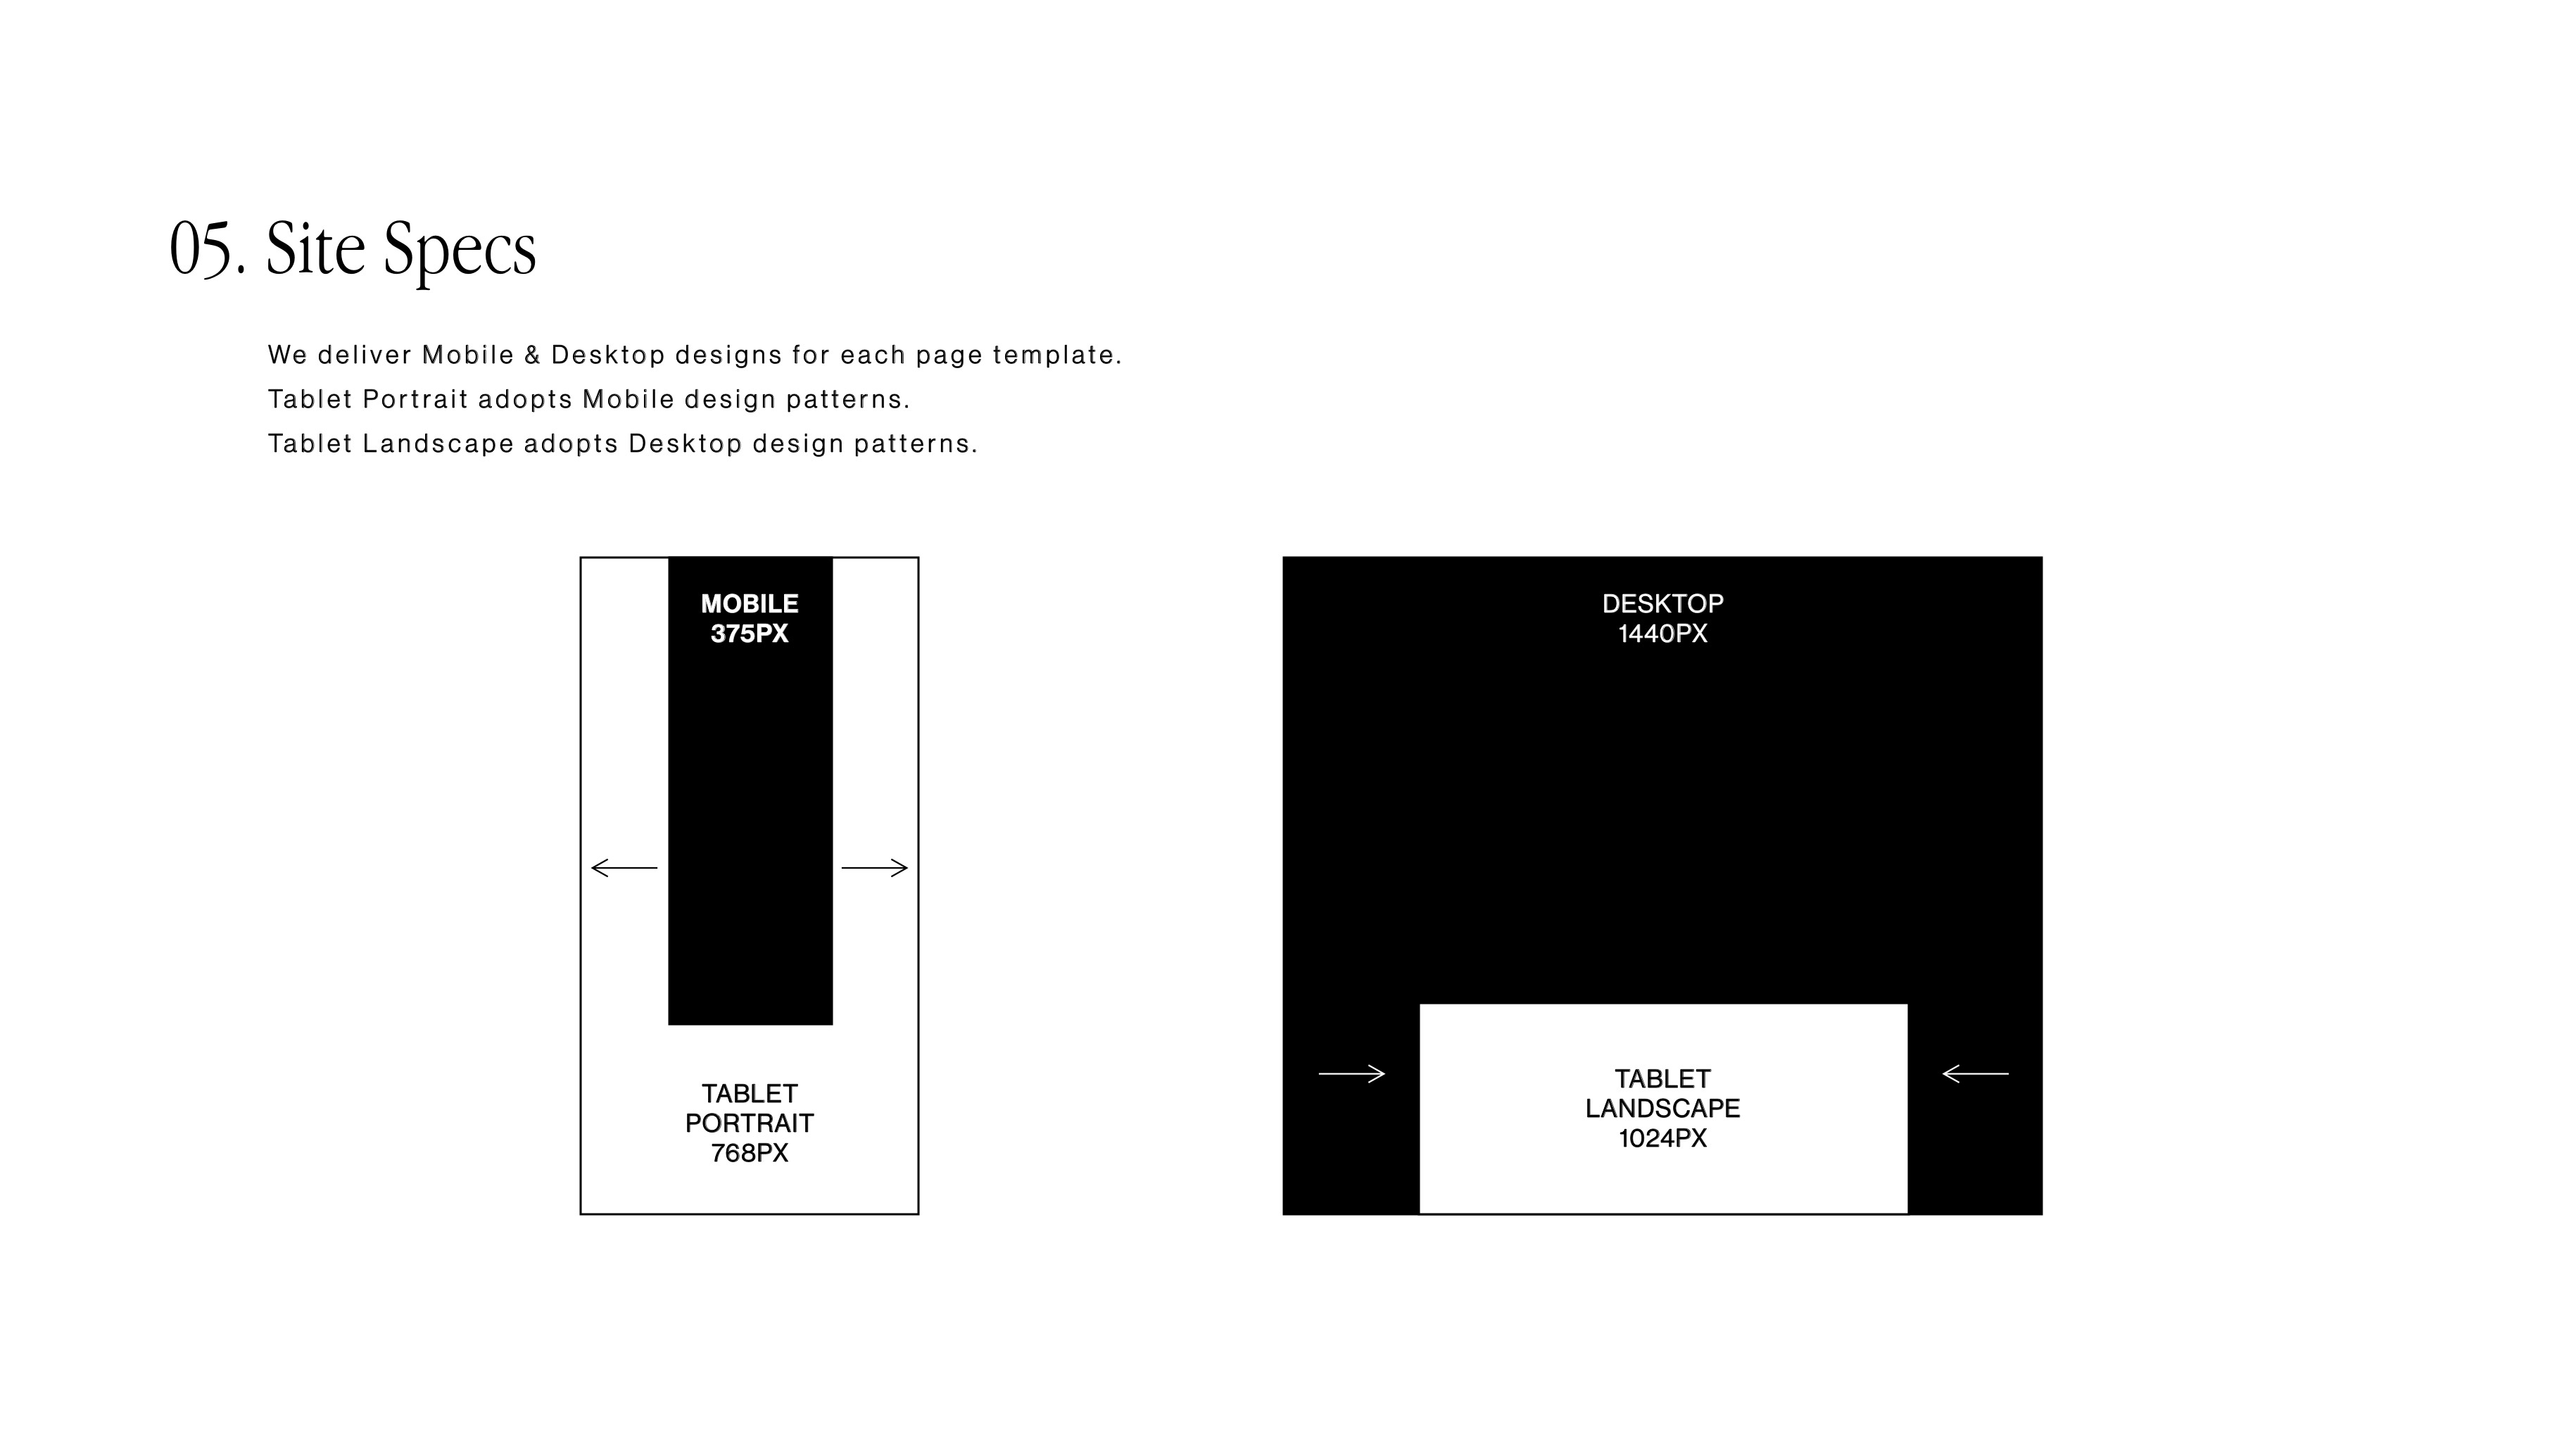 05. Site Specs
We deliver Mobile & Desktop designs for each page template.
Tablet Portrait adopts Mobile design patterns.
Tablet Landscape adopts Desktop design patterns.
MOBILE
375PX
TABLET
PORTRAIT
768PX
DESKTOP
1440PX
TABLET
LANDSCAPE
1024PX